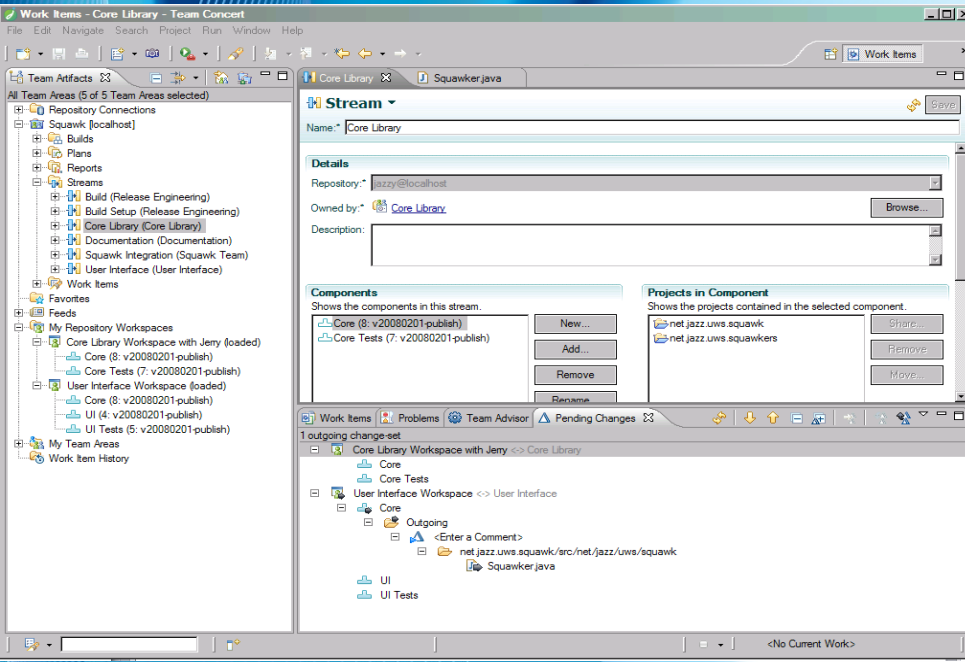 Work Items - Core Library - Team Concert
File Edit Navigate Search Project Run Window Help
Work Items
Team Artifacts
All Team Areas (5 of 5 Team Areas selected)
Repository Connections
Squawk [localhost]
Builds
Plans
Reports
Streams
Build (Release Engineering)
Build Setup (Release Engineering)
Core Library (Core Library)
Documentation (Documentation)
Squawk Integration (Squawk Team)
User Interface (User Interface)
Work Items
Favorites
Feeds
My Repository Workspaces
Core Library Workspace with Jerry (loaded)
Core (8: v20080201-publish)
Core Tests (7: v20080201-publish)
User Interface Workspace (loaded)
Core (8: v20080201-publish)
UI (4: v20080201-publish)
UI Tests (5: v20080201-publish)
My Team Areas
Work Item History
Core Library Squawker.java
Stream
Save
Name:* Core Library
Details
Repository:* jazzy@localhost
Owned by:* Core Library Browse...
Description:
Components
Shows the components in this stream.
Core (8: v20080201-publish)
Core Tests (7: v20080201-publish)
New...
Add...
Remove
Rename
Projects in Component
Shows the projects contained in the selected component.
net.jazz.uws.squawk
net.jazz.uws.squawkers
Share...
Remove
Move...
Work Items Problems Team Advisor Pending Changes
1 outgoing change-set
Core Library Workspace with Jerry <-> Core Library
Core
Core Tests
User Interface Workspace <-> User Interface
Core
Outgoing
<Enter a Comment>
net.jazz.uws.squawk/src/net/jazz/uws/squawk
Squawker.java
UI
UI Tests
<No Current Work>